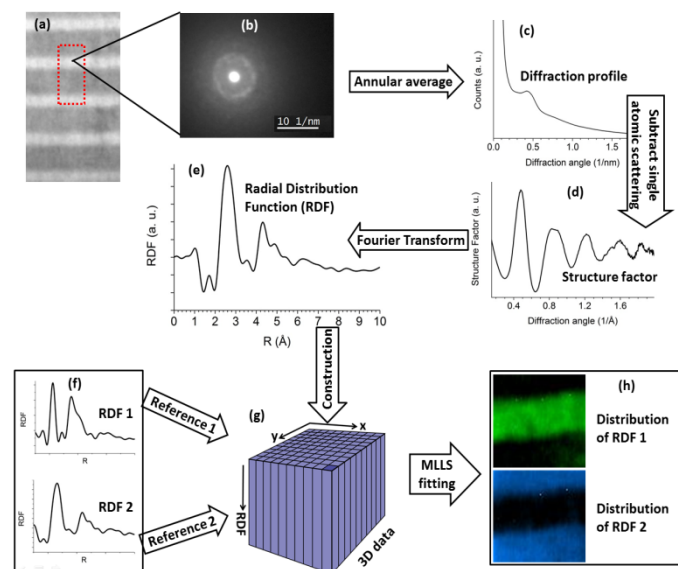 (a)
(b)
10 1/nm
Annular average
(c)
Counts (a. u.)
Diffraction profile
0.0 0.5 1.0 1.5
Diffraction angle (1/nm)
Subtract single
atomic scattering
(d)
Structure Factor (a. u.)
Structure factor
0.4 0.8 1.2 1.6
Diffraction angle (1/Å)
Fourier Transform
(e)
Radial Distribution
Function (RDF)
RDF (a. u.)
0 1 2 3 4 5 6 7 8 9 10
R (Å)
Construction
(f)
RDF 1
RDF
R
RDF 2
RDF
R
Reference 1
Reference 2
(g)
x
y
RDF
3D data
MLLS
fitting
(h)
Distribution
of RDF 1
Distribution
of RDF 2